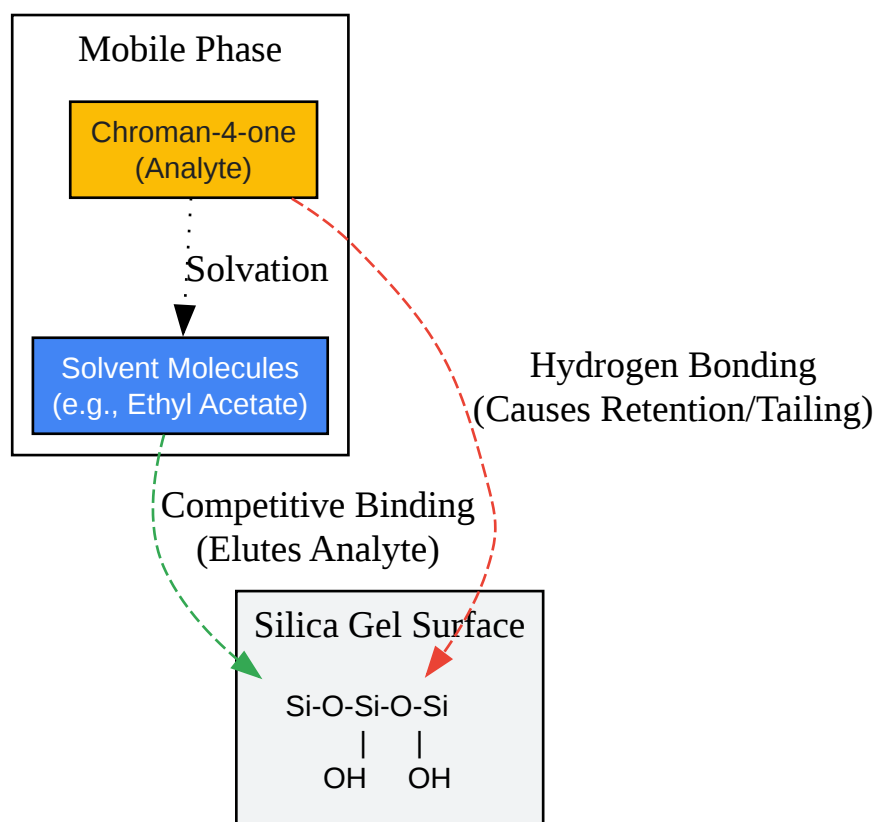 Mobile Phase
Chroman-4-one
(Analyte)
Solvation
Solvent Molecules
(e.g., Ethyl Acetate)
Hydrogen Bonding
(Causes Retention/Tailing)
Competitive Binding
(Elutes Analyte)
Silica Gel Surface
Si-O-Si-O-Si
|    |
OH   OH